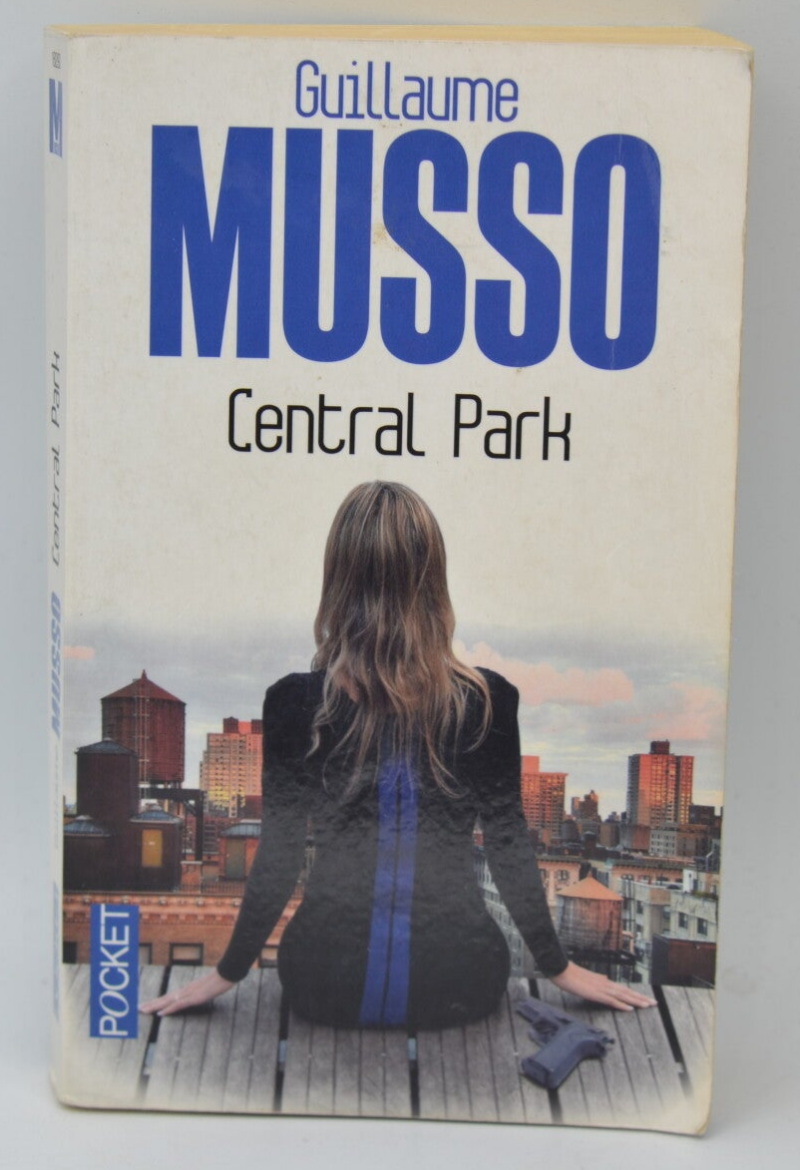 Guillaume
MUSSO
Central Park
POCKET
M
MUSSO Central Park